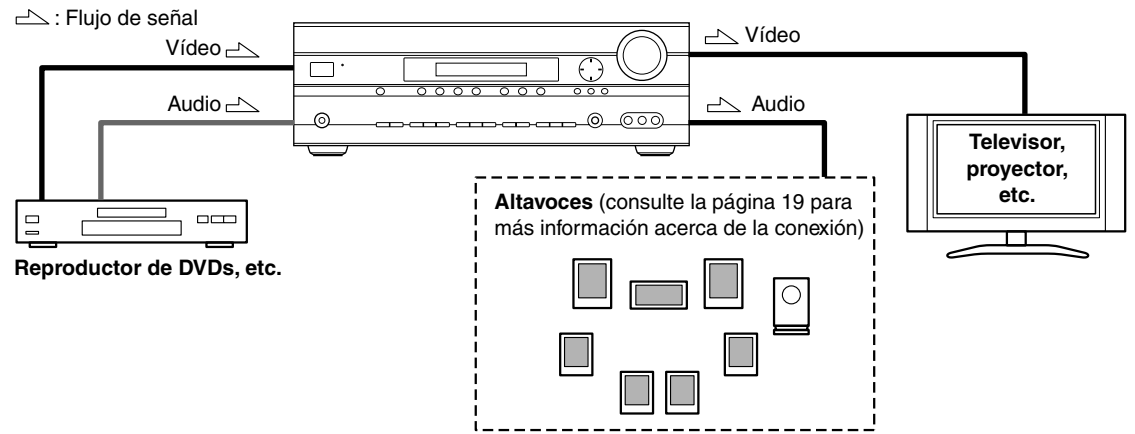 : Flujo de señal
Vídeo
Vídeo
Audio
Audio
Televisor,
proyector,
etc.
Altavoces (consulte la página 19 para
más información acerca de la conexión)
Reproductor de DVDs, etc.